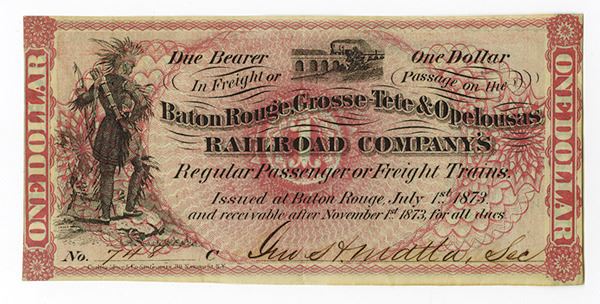 ONE DOLLAR
Due Bearer One Dollar
In Freight or Passage on the
Baton Rouge, Grosse-Tete & Opelousas
RAILROAD COMPANY'S
Regular Passenger or Freight Trains,
Issued at Baton Rouge, July 1st 1873,
and receivable after November 1st 1873, for all dues
No. 748 C Sec
ONE DOLLAR